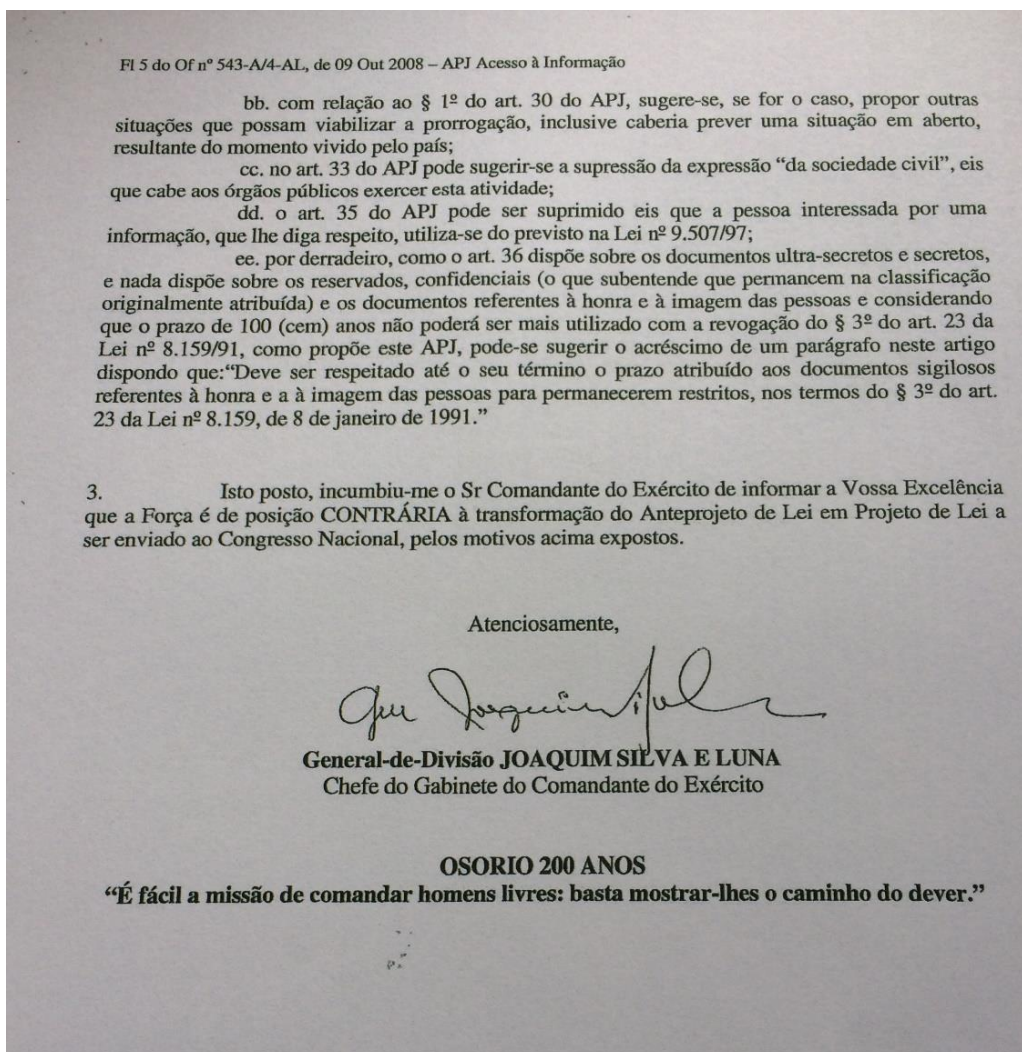 Fl 5 do Of nº 543-A/4-AL, de 09 Out 2008 – APJ Acesso à Informação
bb. com relação ao § 1º do art. 30 do APJ, sugere-se, se for o caso, propor outras
situações que possam viabilizar a prorrogação, inclusive caberia prever uma situação em aberto,
resultante do momento vivido pelo país;
cc. no art. 33 do APJ pode sugerir-se a supressão da expressão “da sociedade civil”, eis
que cabe aos órgãos públicos exercer esta atividade;
dd. o art. 35 do APJ pode ser suprimido eis que a pessoa interessada por uma
informação, que lhe diga respeito, utiliza-se do previsto na Lei nº 9.507/97;
ee. por derradeiro, como o art. 36 dispõe sobre os documentos ultra-secretos e secretos,
e nada dispõe sobre os reservados, confidenciais (o que subentende que permancem na classificação
originalmente atribuída) e os documentos referentes à honra e à imagem das pessoas e considerando
que o prazo de 100 (cem) anos não poderá ser mais utilizado com a revogação do § 3º do art. 23 da
Lei nº 8.159/91, como propõe este APJ, pode-se sugerir o acréscimo de um parágrafo neste artigo
dispondo que:“Deve ser respeitado até o seu término o prazo atribuído aos documentos sigilosos
referentes à honra e a à imagem das pessoas para permanecerem restritos, nos termos do § 3º do art.
23 da Lei nº 8.159, de 8 de janeiro de 1991.”
3. Isto posto, incumbiu-me o Sr Comandante do Exército de informar a Vossa Excelência
que a Força é de posição CONTRÁRIA à transformação do Anteprojeto de Lei em Projeto de Lei a
ser enviado ao Congresso Nacional, pelos motivos acima expostos.
Atenciosamente,
Gen Joaquim Silva
General-de-Divisão JOAQUIM SILVA E LUNA
Chefe do Gabinete do Comandante do Exército
OSORIO 200 ANOS
“É fácil a missão de comandar homens livres: basta mostrar-lhes o caminho do dever.”